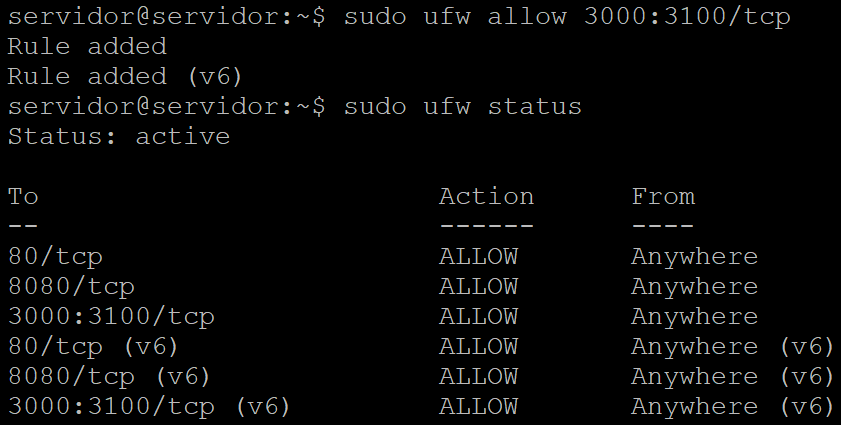 servidor@servidor:~$ sudo ufw allow 3000:3100/tcp
Rule added
Rule added (v6)
servidor@servidor:~$ sudo ufw status
Status: active

To                         Action      From
--                         ------      ----
80/tcp                     ALLOW       Anywhere
8080/tcp                   ALLOW       Anywhere
3000:3100/tcp              ALLOW       Anywhere
80/tcp (v6)                ALLOW       Anywhere (v6)
8080/tcp (v6)              ALLOW       Anywhere (v6)
3000:3100/tcp (v6)         ALLOW       Anywhere (v6)